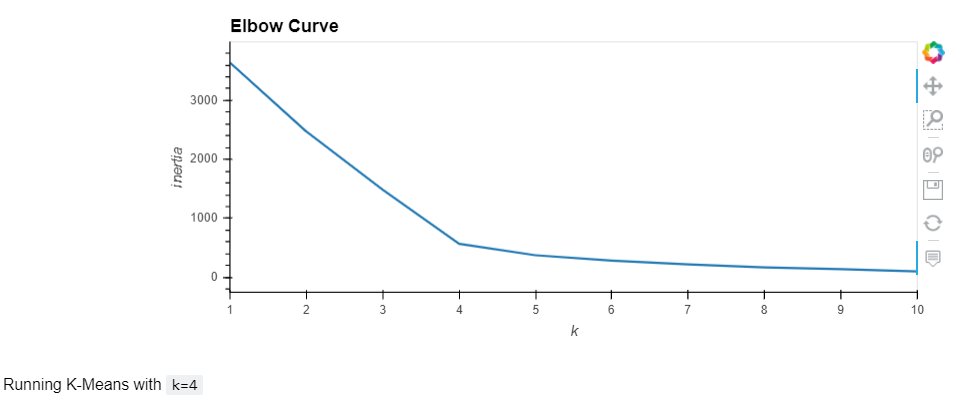 Elbow Curve
3000
2000
1000
0
inertia
1 2 3 4 5 6 7 8 9 10
k
Running K-Means with k=4